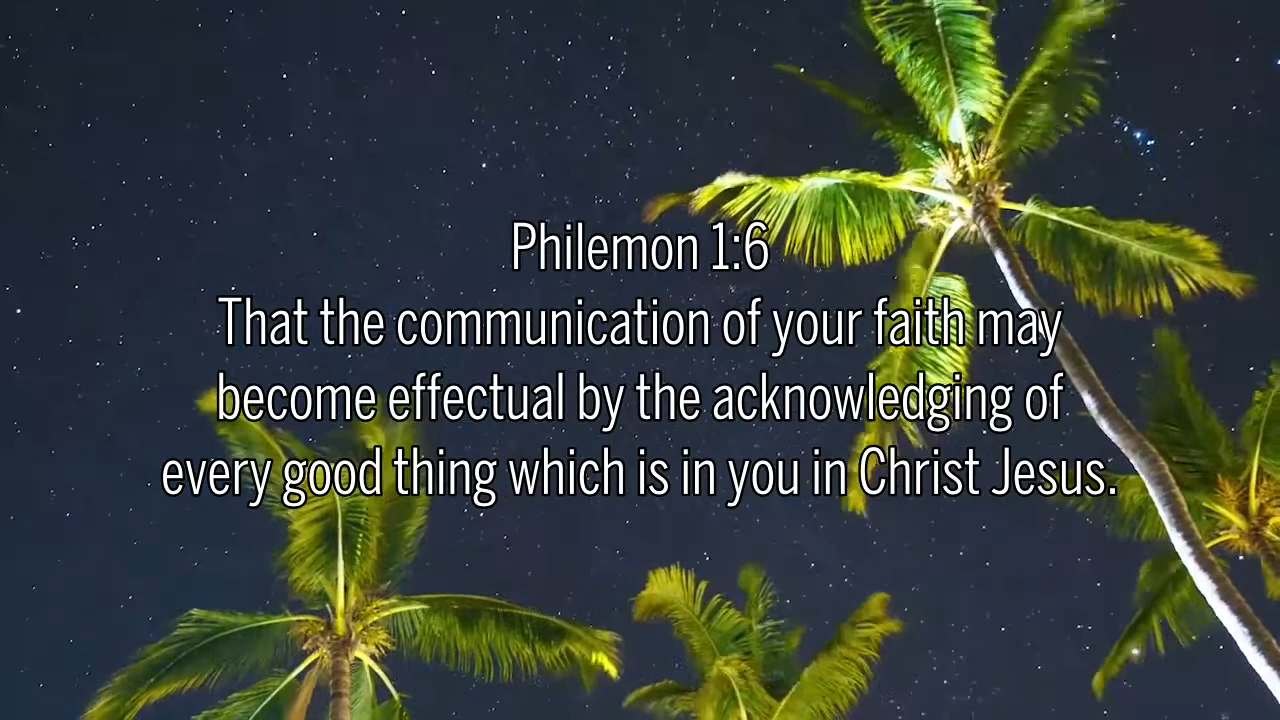 Philemon 1:6
That the communication of your faith may
become effectual by the acknowledging of
every good thing which is in you in Christ Jesus.